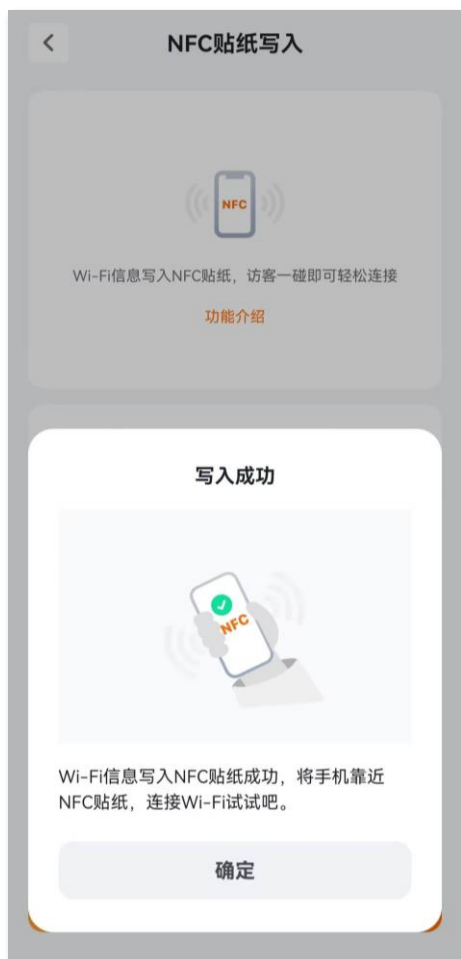 NFC贴纸写入
NFC
Wi-Fi信息写入NFC贴纸，访客一碰即可轻松连接
功能介绍
写入成功
NFC
Wi-Fi信息写入NFC贴纸成功，将手机靠近
NFC贴纸，连接Wi-Fi试试吧。
确定